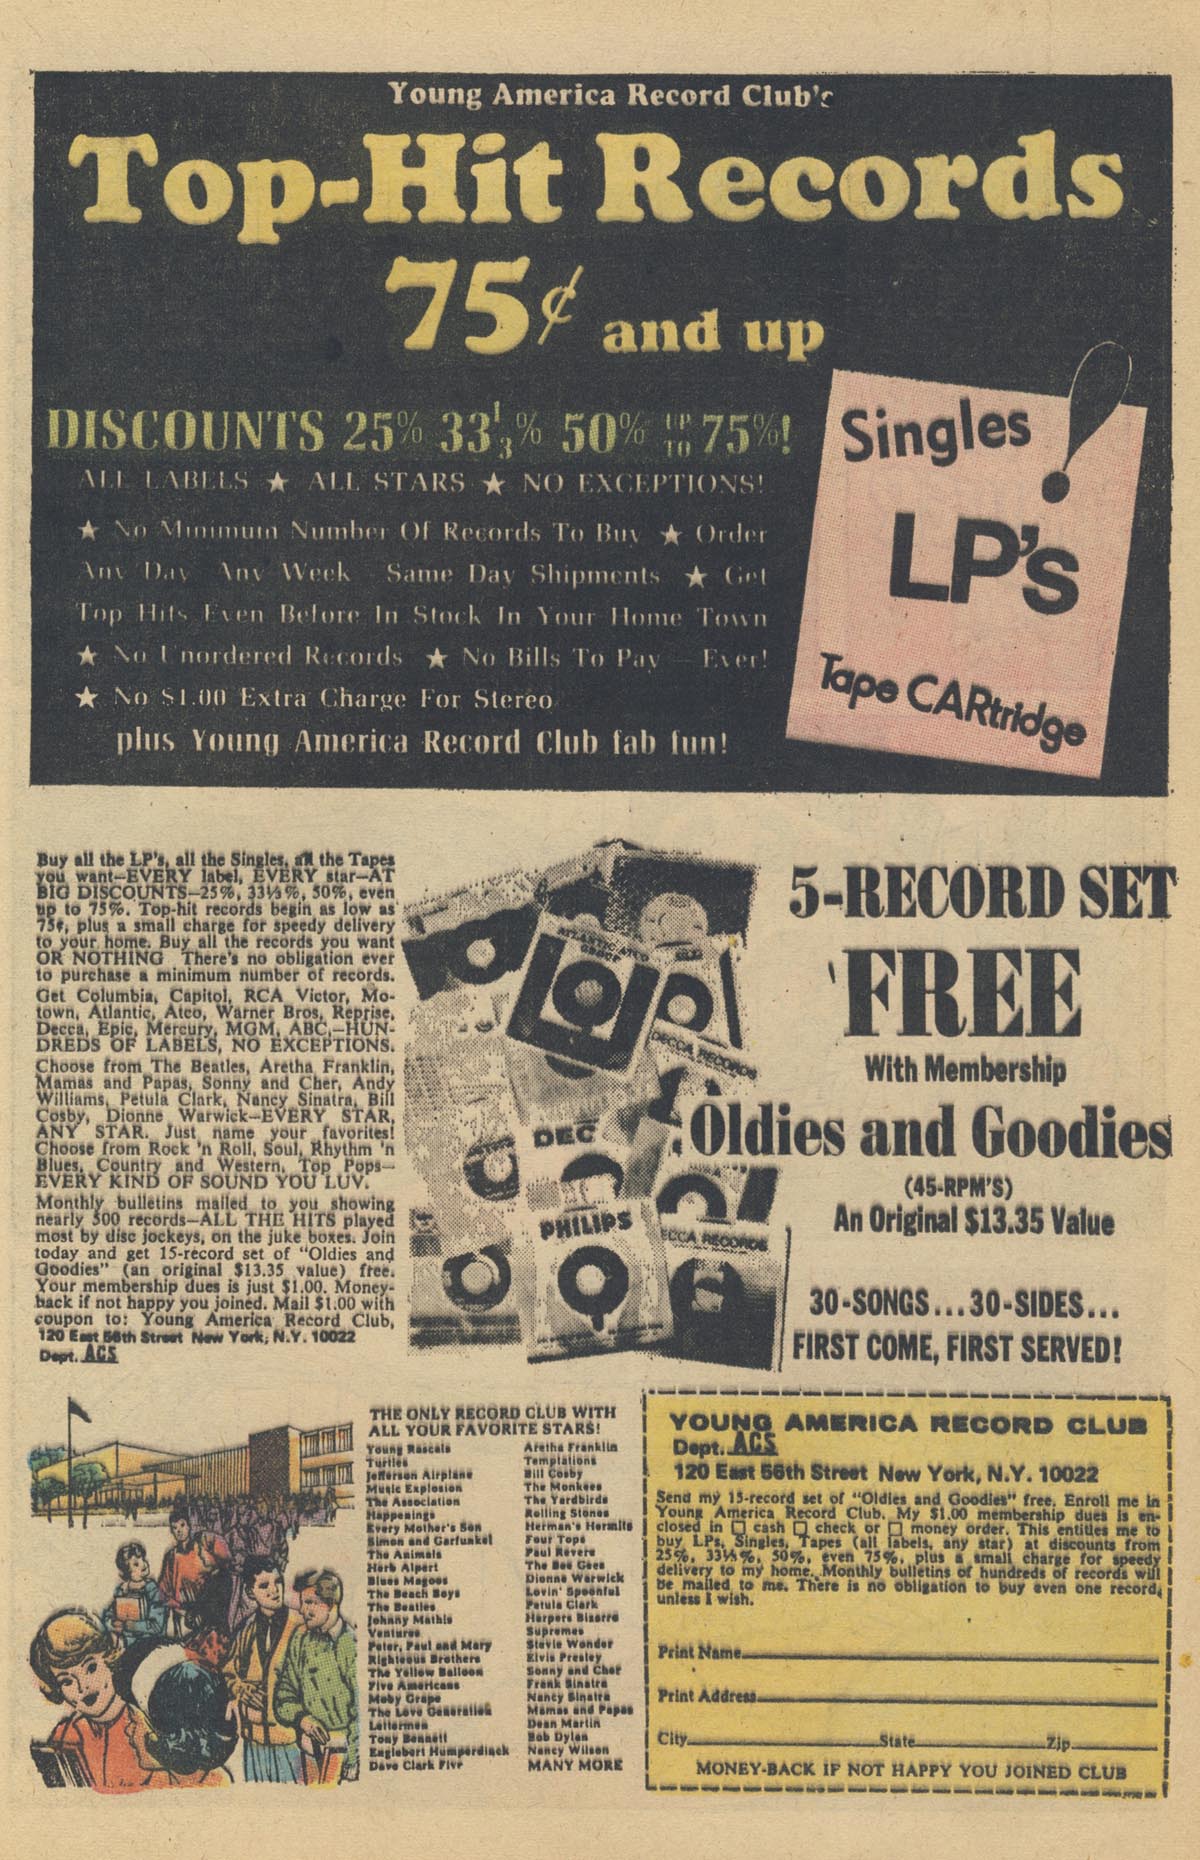 Young America Record Club's
Top-Hit Records
75¢ and up
DISCOUNTS 25% 33 1/3% 50% UP TO 75%!
ALL LABELS ★ ALL STARS ★ NO EXCEPTIONS!
★ No Minimum Number Of Records To Buy ★ Order
Any Day Any Week Same Day Shipments ★ Get
Top Hits Even Before In Stock In Your Home Town
★ No Unordered Records ★ No Bills To Pay — Ever!
★ No $1.00 Extra Charge For Stereo
plus Young America Record Club fab fun!
Singles
LP's
!
Tape CARtridge
Buy all the LP's, all the Singles, all the Tapes
you want—EVERY label, EVERY star—AT
BIG DISCOUNTS—25%, 33⅓%, 50%, even
up to 75%. Top-hit records begin as low as
75¢, plus a small charge for speedy delivery
to your home. Buy all the records you want
OR NOTHING There's no obligation ever
to purchase a minimum number of records.
Get Columbia, Capitol, RCA Victor, Mo-
town, Atlantic, Atco, Warner Bros, Reprise,
Decca, Epic, Mercury, MGM, ABC,—HUN-
DREDS OF LABELS, NO EXCEPTIONS.
Choose from The Beatles, Aretha Franklin,
Mamas and Papas, Sonny and Cher, Andy
Williams, Petula Clark, Nancy Sinatra, Bill
Cosby, Dionne Warwick—EVERY STAR,
ANY STAR. Just name your favorites!
Choose from Rock 'n Roll, Soul, Rhythm 'n
Blues, Country and Western, Top Pops—
EVERY KIND OF SOUND YOU LUV.
Monthly bulletins mailed to you showing
nearly 500 records—ALL THE HITS played
most by disc jockeys, on the juke boxes. Join
today and get 15-record set of "Oldies and
Goodies" (an original $13.35 value) free.
Your membership dues is just $1.00. Money-
back if not happy you joined. Mail $1.00 with
coupon to: Young America Record Club,
120 East 56th Street New York, N.Y. 10022
Dept. ACS
ATLANTIC-ATCO
GROUP
DECCA RECORDS
DEC
PHILIPS
ECCA RECORDS
5-RECORD SET
FREE
With Membership
Oldies and Goodies
(45-RPM'S)
An Original $13.35 Value
30-SONGS...30-SIDES...
FIRST COME, FIRST SERVED!
THE ONLY RECORD CLUB WITH
ALL YOUR FAVORITE STARS!
Young Rascals
Turtles
Jefferson Airplane
Music Explosion
The Association
Happenings
Every Mother's Son
Simon and Garfunkel
The Animals
Herb Alpert
Blues Magoos
The Beach Boys
The Beatles
Johnny Mathis
Ventures
Peter, Paul and Mary
Righteous Brothers
The Yellow Balloon
Five Americans
Moby Grape
The Love Generation
Lettermen
Tony Bennett
Englebert Humperdinck
Dave Clark Five
Aretha Franklin
Temptations
Bill Cosby
The Monkees
The Yardbirds
Rolling Stones
Herman's Hermits
Four Tops
Paul Revere
The Bee Gees
Dionne Warwick
Lovin' Spoonful
Petula Clark
Harpers Bizarre
Supremes
Stevie Wonder
Elvis Presley
Sonny and Cher
Frank Sinatra
Nancy Sinatra
Mamas and Papas
Dean Martin
Bob Dylan
Nancy Wilson
MANY MORE
YOUNG AMERICA RECORD CLUB
Dept. ACS
120 East 56th Street New York, N.Y. 10022
Send my 15-record set of "Oldies and Goodies" free. Enroll me in
Young America Record Club. My $1.00 membership dues is en-
closed in ☐ cash ☐ check or ☐ money order. This entitles me to
buy LPs, Singles, Tapes (all labels, any star) at discounts from
25%, 33⅓%, 50%, even 75%, plus a small charge for speedy
delivery to my home. Monthly bulletins of hundreds of records will
be mailed to me. There is no obligation to buy even one record,
unless I wish.
Print Name
Print Address
City State Zip
MONEY-BACK IF NOT HAPPY YOU JOINED CLUB